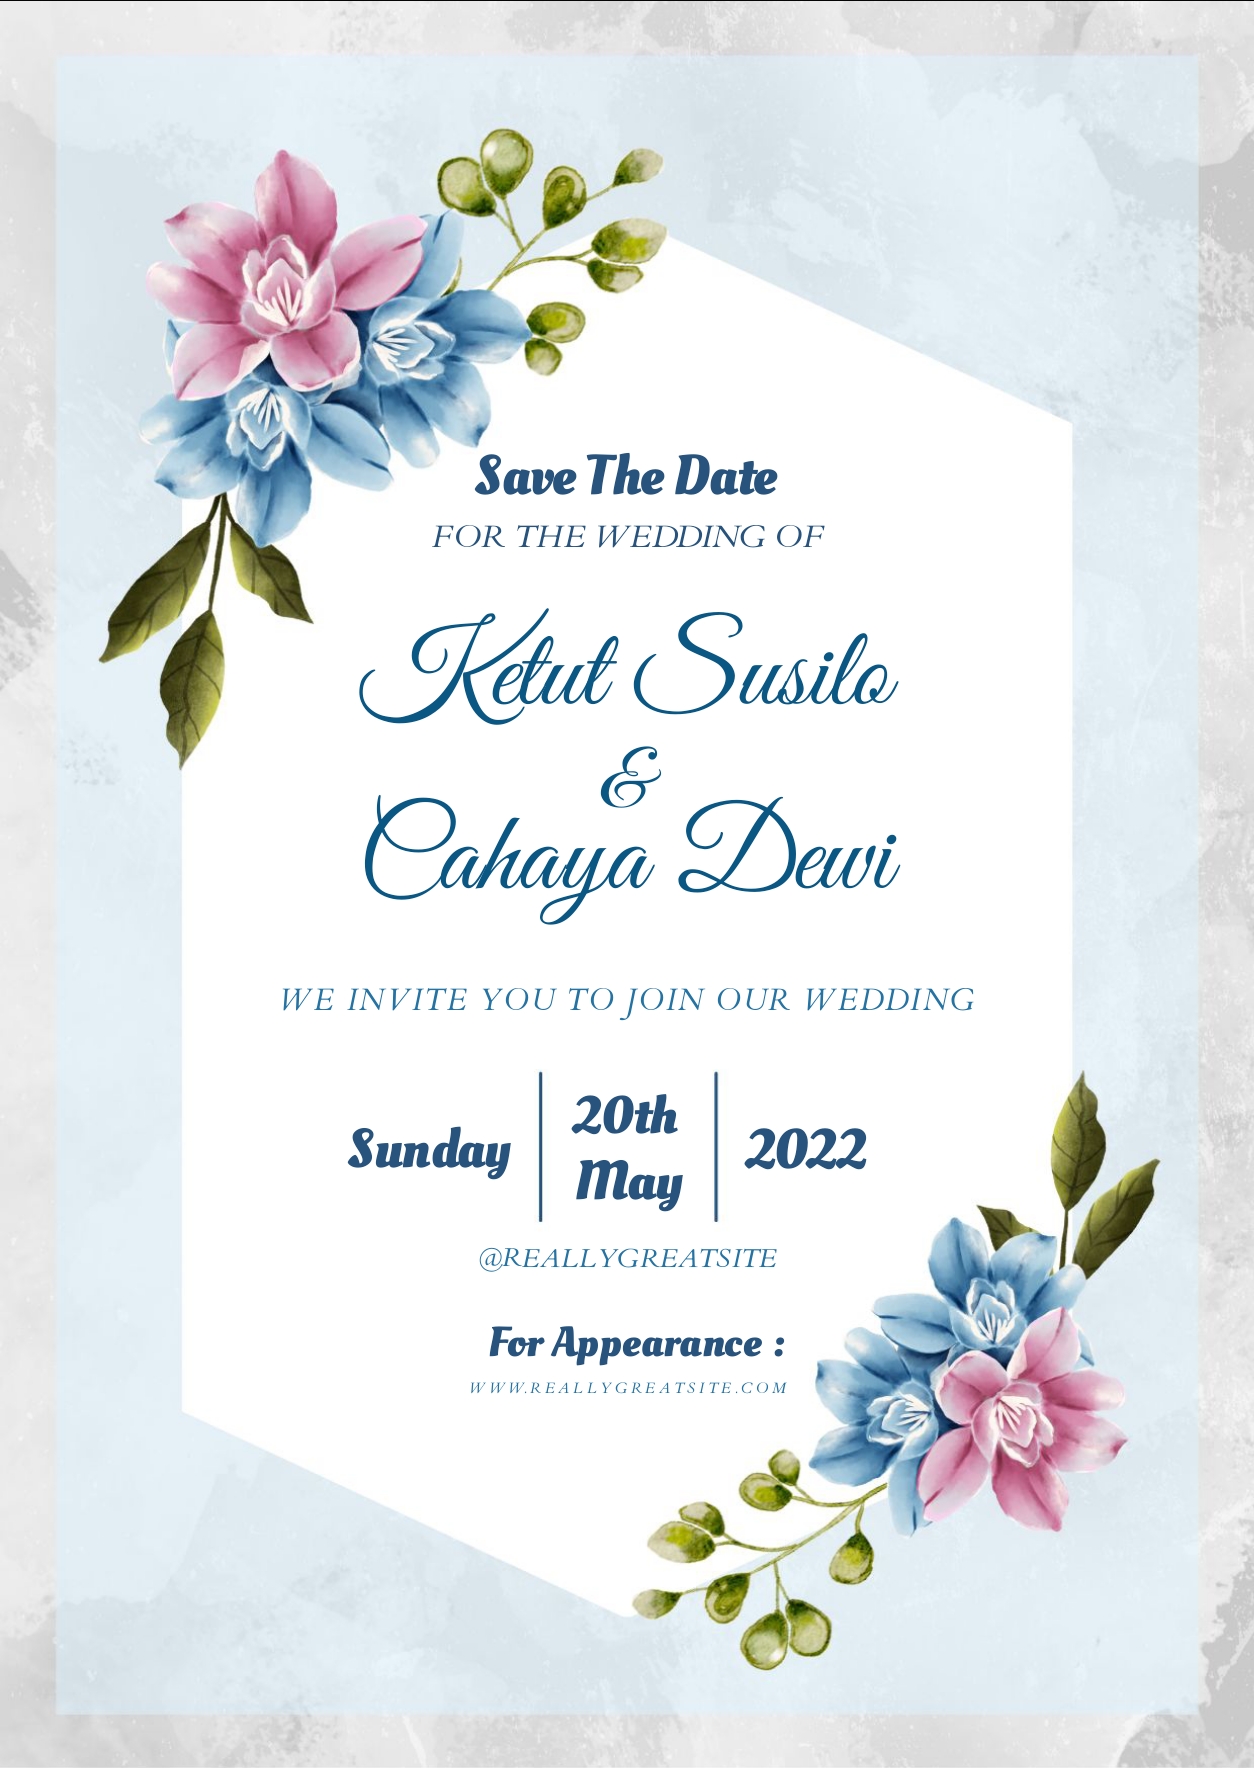 Save The Date
FOR THE WEDDING OF
Ketut Susilo
&
Cahaya Dewi
WE INVITE YOU TO JOIN OUR WEDDING
Sunday
20th
May
2022
@REALLYGREATSITE
For Appearance :
WWW.REALLYGREATSITE.COM